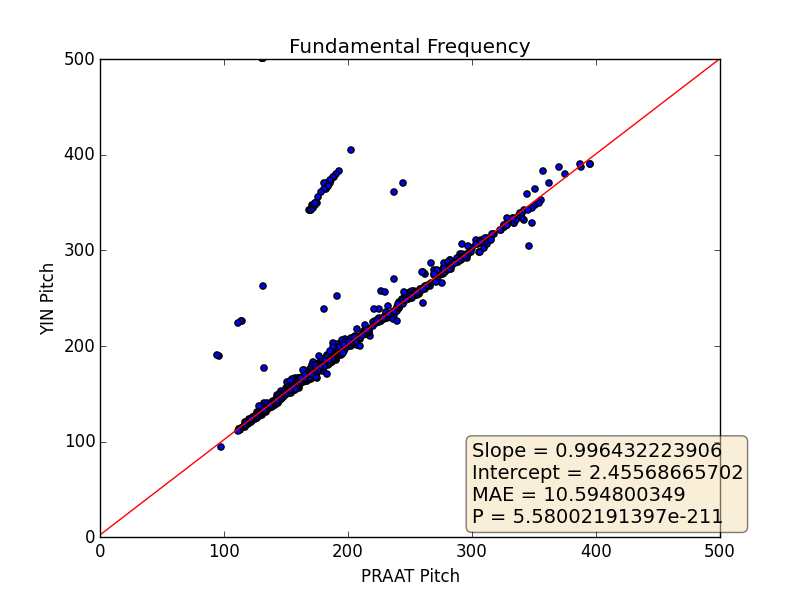 Fundamental Frequency
500
400
300
200
100
0
YIN Pitch
Slope = 0.996432223906
Intercept = 2.45568665702
MAE = 10.594800349
P = 5.58002191397e-211
0 100 200 300 400 500
PRAAT Pitch